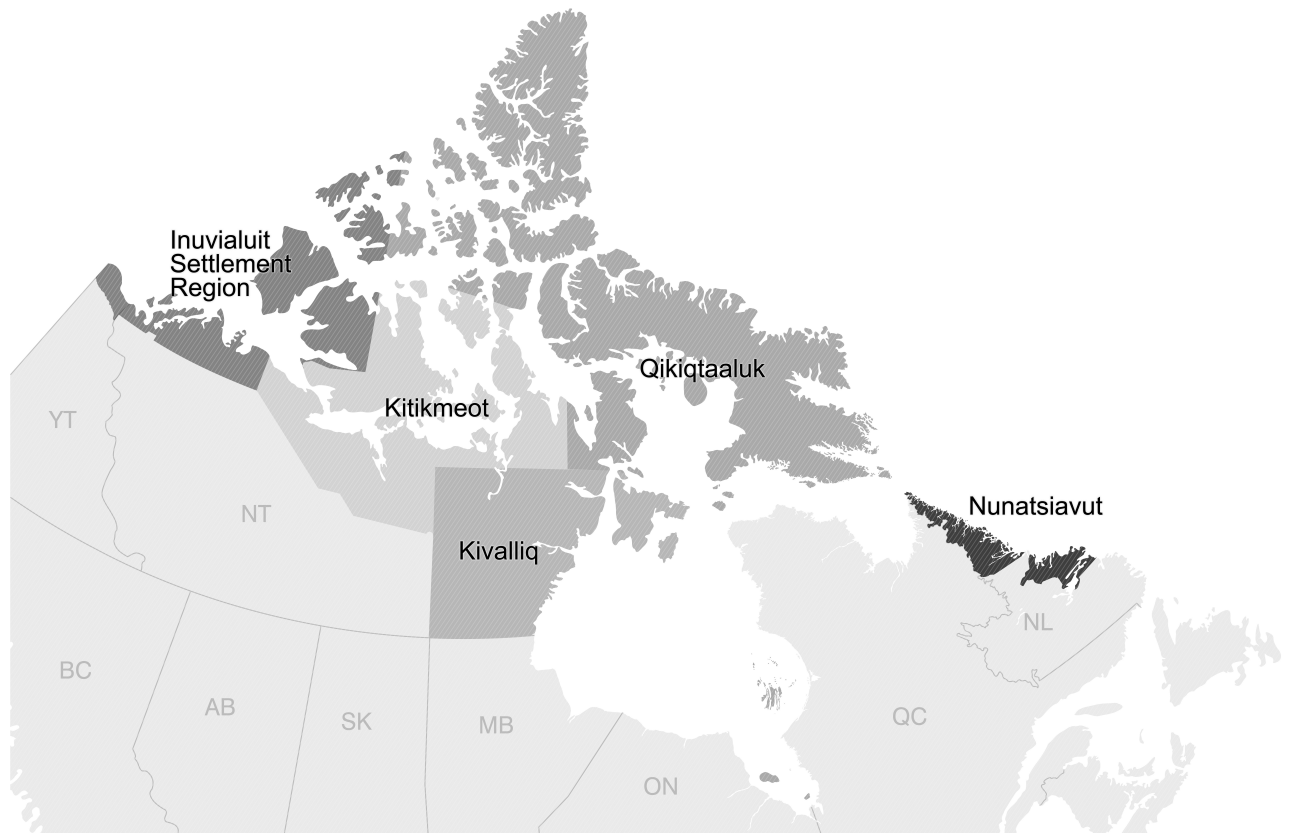 Inuvialuit
Settlement
Region
Qikiqtaaluk
Kitikmeot
YT
Nunatsiavut
NT
Kivalliq
NL
BC
AB
SK
MB
QC
ON